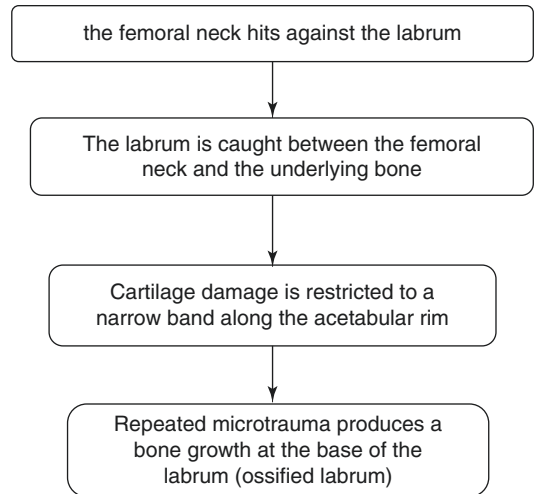 the femoral neck hits against the labrum
The labrum is caught between the femoral
neck and the underlying bone
Cartilage damage is restricted to a
narrow band along the acetabular rim
Repeated microtrauma produces a
bone growth at the base of the
labrum (ossified labrum)